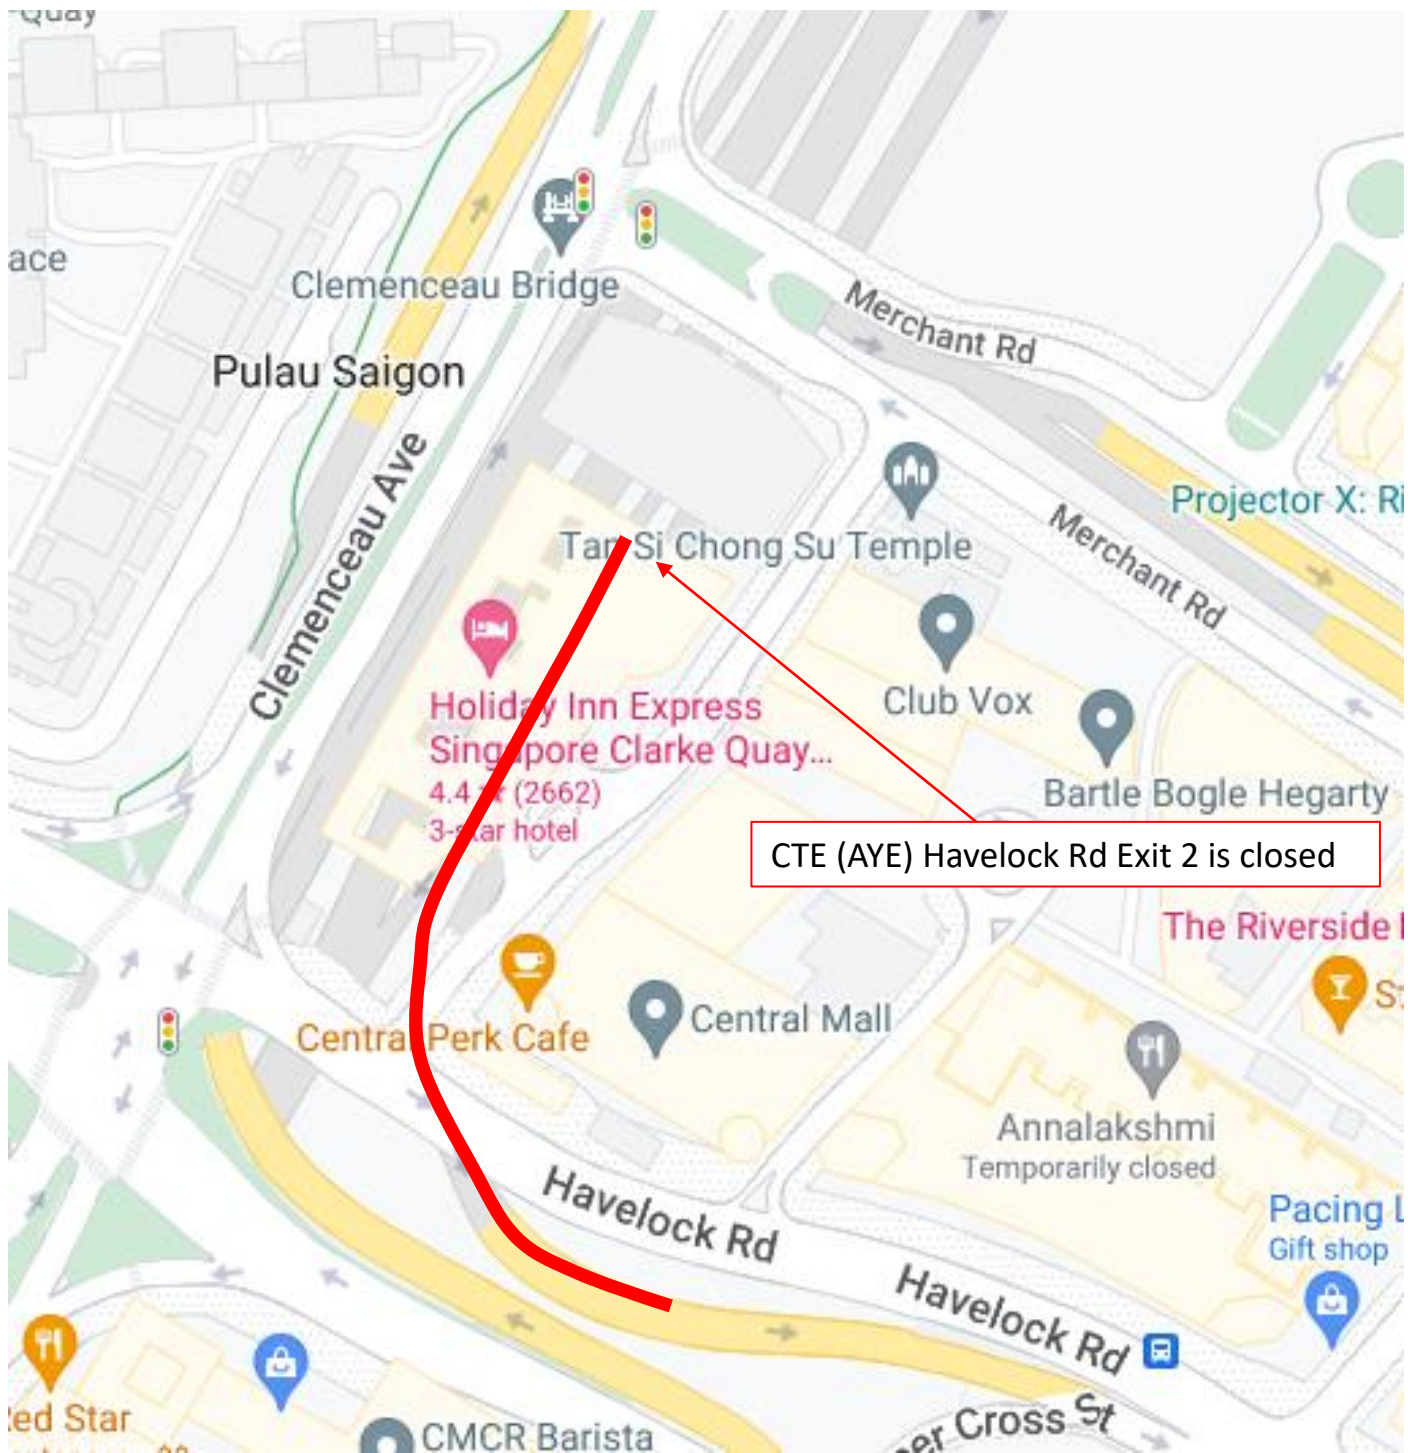 Quay
ace
Clemenceau Bridge
Merchant Rd
Pulau Saigon
Clemenceau Ave
Projector X: Ri
Tan Si Chong Su Temple
Merchant Rd
Club Vox
Holiday Inn Express
Singapore Clarke Quay...
4.4 ★ (2662)
3-star hotel
Bartle Bogle Hegarty
CTE (AYE) Havelock Rd Exit 2 is closed
The Riverside
Central Perk Cafe
Central Mall
Annalakshmi
Temporarily closed
Havelock Rd
Pacing L
Gift shop
Havelock Rd
Red Star
Cross St
CMCR Barista